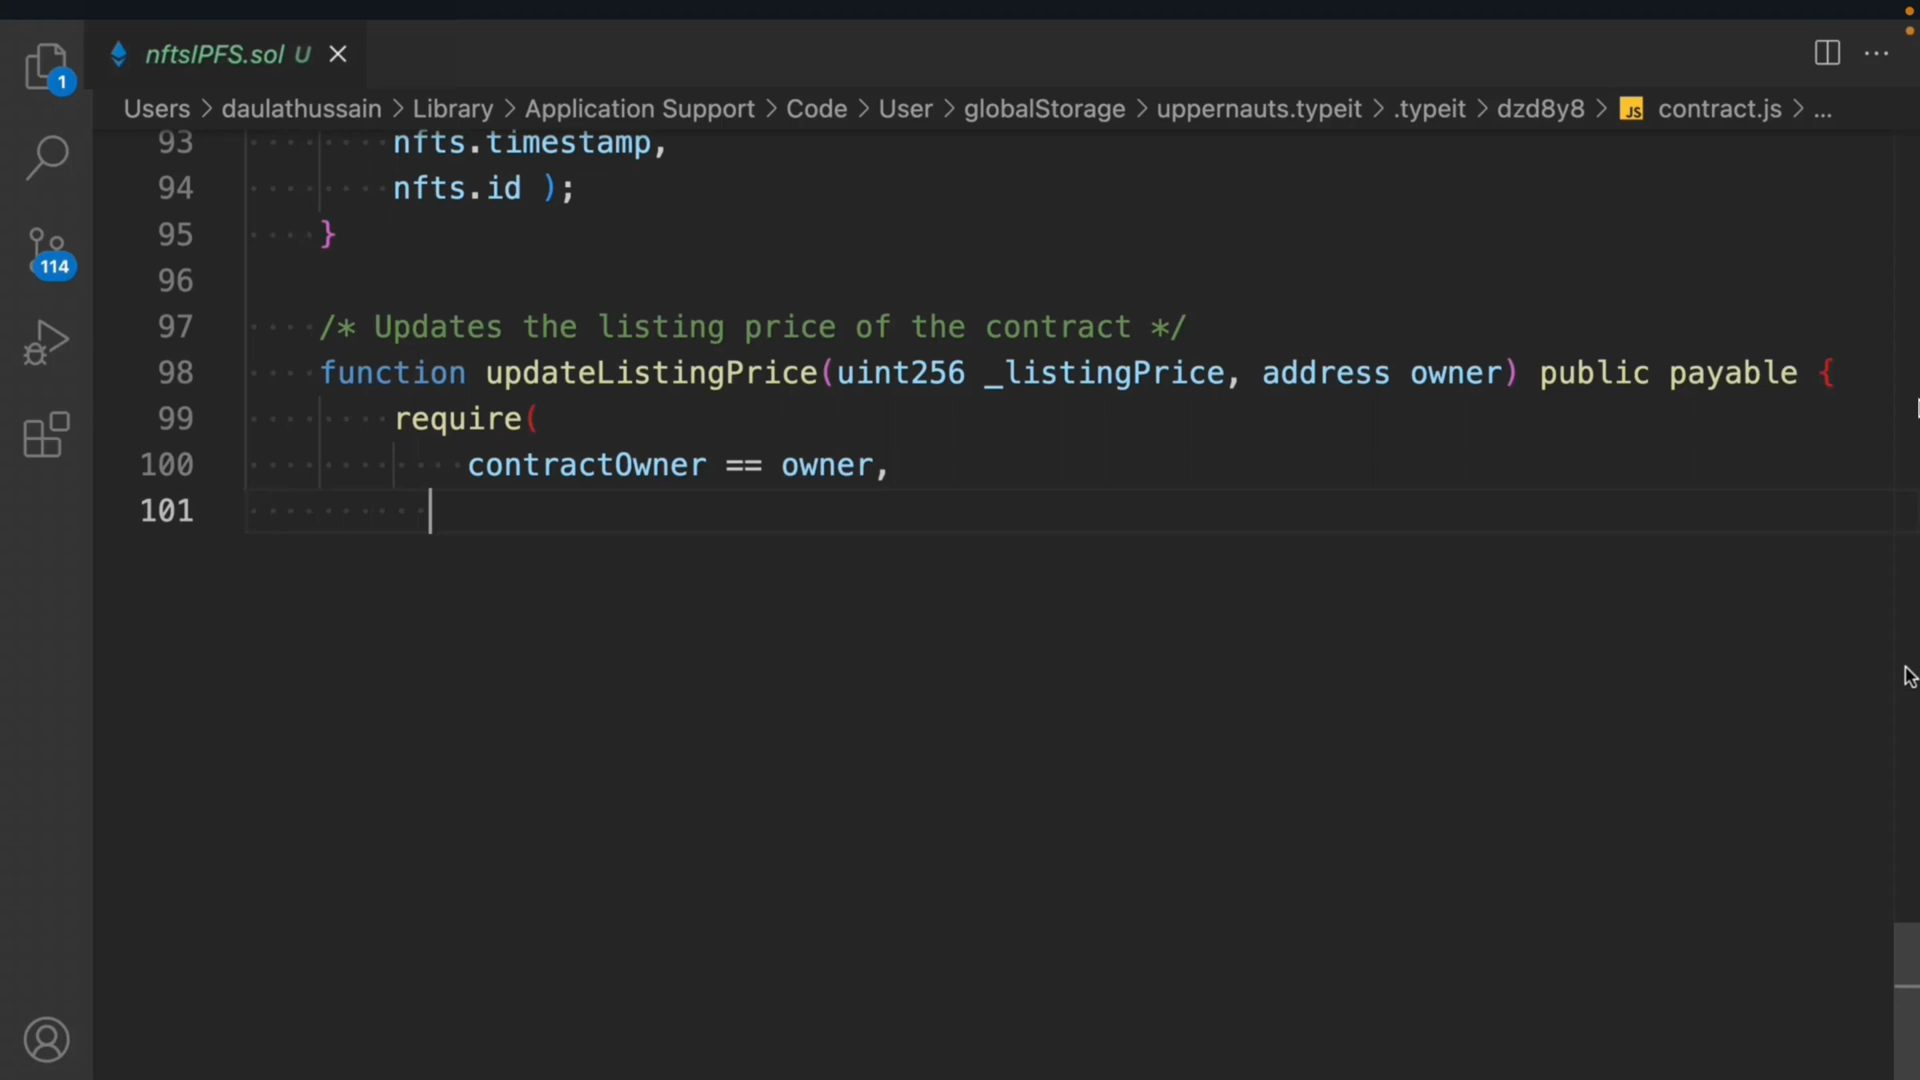 nftsIPFS.sol U
1
Users > daulathussain > Library > Application Support > Code > User > globalStorage > uppernauts.typeit > .typeit > dzd8y8 > JS contract.js > ...
93 nfts.timestamp,
94 nfts.id );
95 }
96
97 /* Updates the listing price of the contract */
98 function updateListingPrice(uint256 _listingPrice, address owner) public payable {
99 require(
100 contractOwner == owner,
101
114